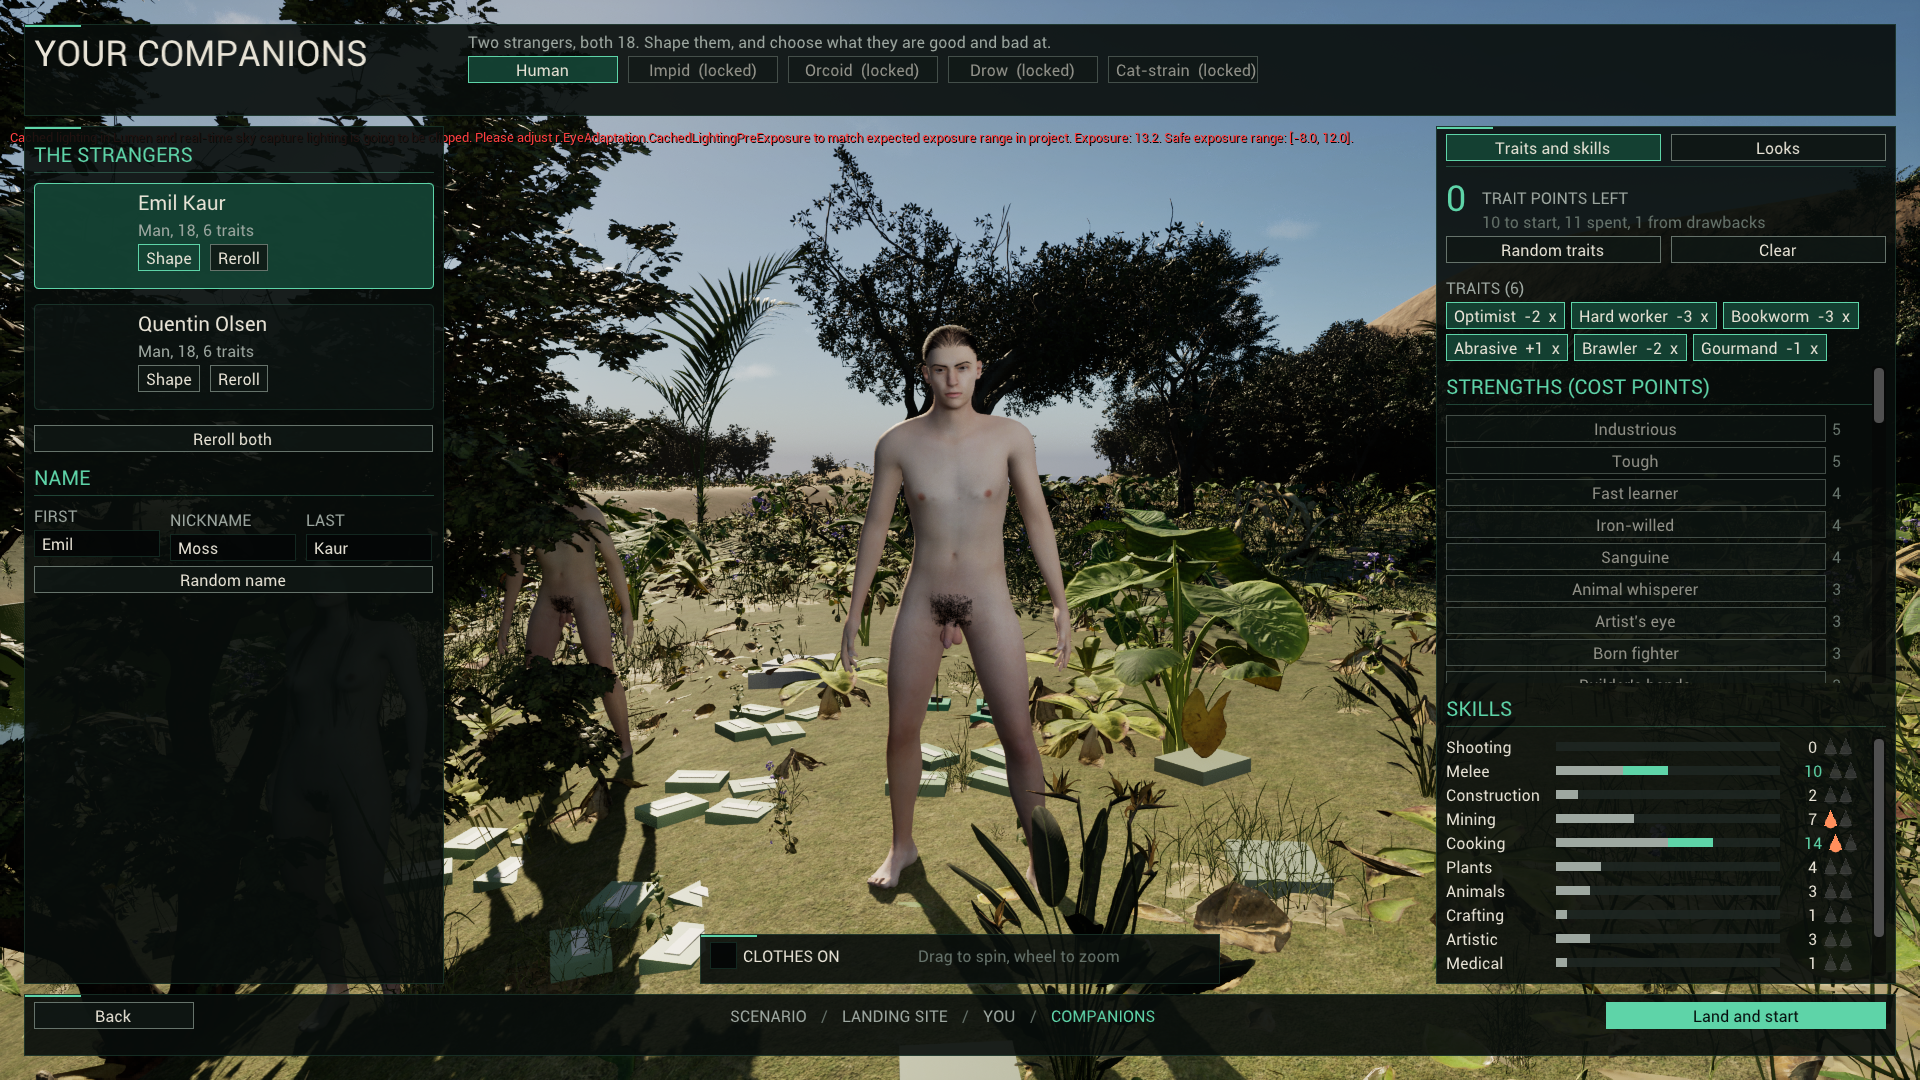 YOUR COMPANIONS
Two strangers, both 18. Shape them, and choose what they are good and bad at.
Human
Impid (locked)
Orcoid (locked)
Drow (locked)
Cat-strain (locked)
pped. Please adjust r.EyeAdaptation.CachedLightingPreExposure to match expected exposure range in project. Exposure: 13.2. Safe exposure range: [-8.0, 12.0].
THE STRANGERS
Emil Kaur
Man, 18, 6 traits
Shape
Reroll
Quentin Olsen
Man, 18, 6 traits
Shape
Reroll
Reroll both
NAME
FIRST
NICKNAME
LAST
Emil
Moss
Kaur
Random name
CLOTHES ON
Drag to spin, wheel to zoom
Traits and skills
Looks
0 TRAIT POINTS LEFT
10 to start, 11 spent, 1 from drawbacks
Random traits
Clear
TRAITS (6)
Optimist -2 x
Hard worker -3 x
Bookworm -3 x
Abrasive +1 x
Brawler -2 x
Gourmand -1 x
STRENGTHS (COST POINTS)
Industrious 5
Tough 5
Fast learner 4
Iron-willed 4
Sanguine 4
Animal whisperer 3
Artist's eye 3
Born fighter 3
SKILLS
Shooting 0
Melee 10
Construction 2
Mining 7
Cooking 14
Plants 4
Animals 3
Crafting 1
Artistic 3
Medical 1
Back
SCENARIO / LANDING SITE / YOU / COMPANIONS
Land and start